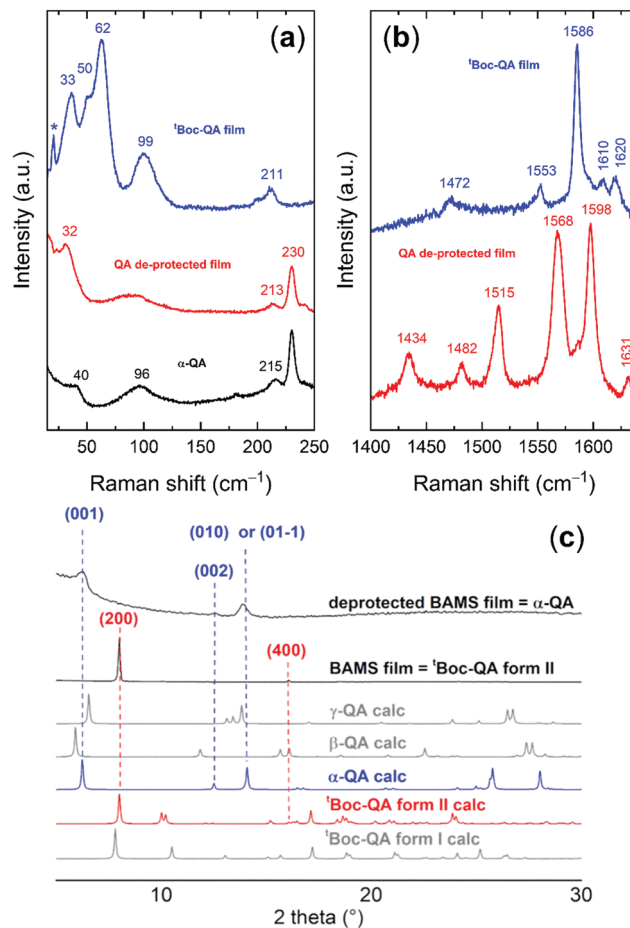 (a)
62
50
33
*
ᵗBoc-QA film
99
211
32
QA de-protected film
230
213
α-QA
40
96
215
50 100 150 200 250
Raman shift (cm⁻¹)
Intensity (a.u.)
(b)
1586
ᵗBoc-QA film
1610
1620
1553
1472
1568
1598
QA de-protected film
1515
1434
1482
1631
1400 1450 1500 1550 1600
Raman shift (cm⁻¹)
Intensity (a.u.)
(c)
(001)
(010) or (01-1)
(002)
deprotected BAMS film = α-QA
(200)
(400)
BAMS film = ᵗBoc-QA form II
γ-QA calc
β-QA calc
α-QA calc
ᵗBoc-QA form II calc
ᵗBoc-QA form I calc
10 20 30
2 theta (°)